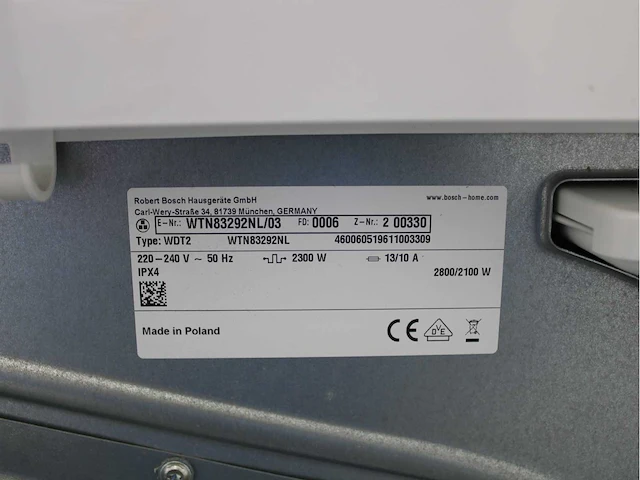 Robert Bosch Hausgeräte GmbH www.bosch-home.com
Carl-Wery-Straße 34, 81739 München, GERMANY
E-Nr.: WTN83292NL/03 FD: 0006 Z-Nr.: 2 00330
Type: WDT2 WTN83292NL 460060519611003309
220-240 V ~ 50 Hz 2300 W 13/10 A
IPX4 2800/2100 W
Made in Poland CE VDE